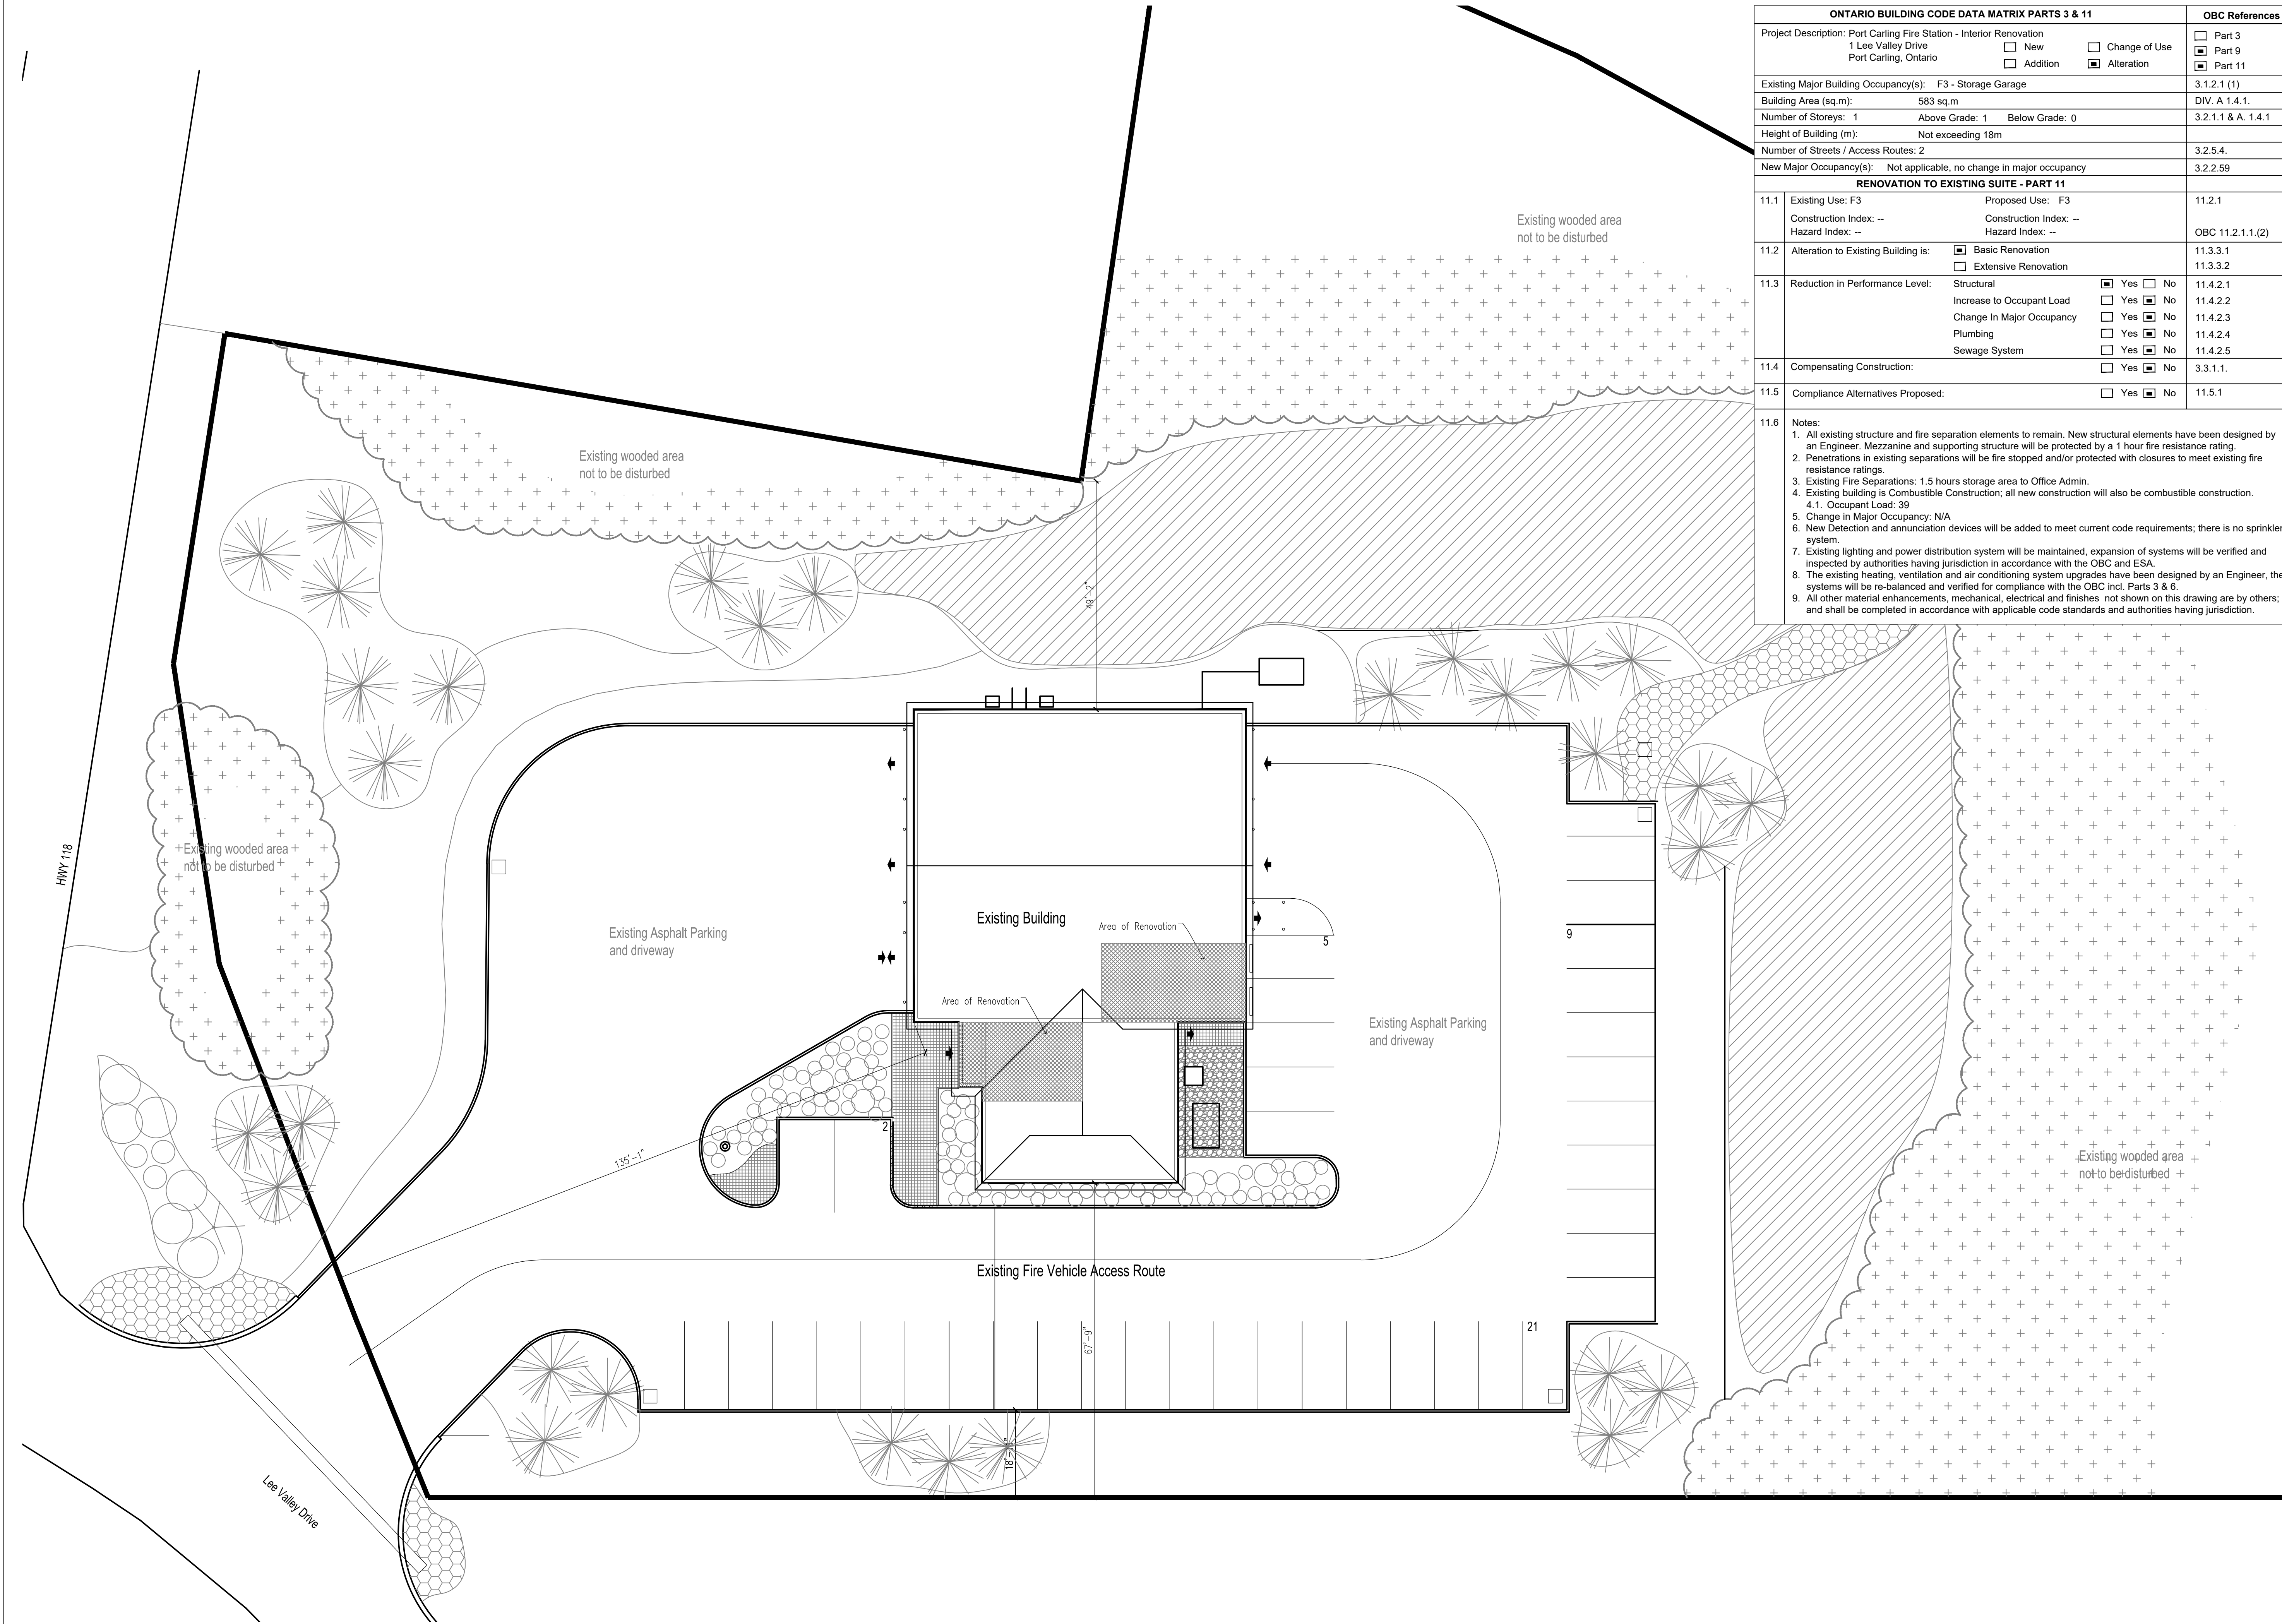 ONTARIO BUILDING CODE DATA MATRIX PARTS 3 & 11
OBC References
Project Description: Port Carling Fire Station - Interior Renovation
1 Lee Valley Drive
Port Carling, Ontario
New
Change of Use
Addition
Alteration
Part 3
Part 9
Part 11
Existing Major Building Occupancy(s): F3 - Storage Garage
3.1.2.1 (1)
Building Area (sq.m): 583 sq.m
DIV. A 1.4.1.
Number of Storeys: 1 Above Grade: 1 Below Grade: 0
3.2.1.1 & A. 1.4.1
Height of Building (m): Not exceeding 18m
Number of Streets / Access Routes: 2
3.2.5.4.
New Major Occupancy(s): Not applicable, no change in major occupancy
3.2.2.59
RENOVATION TO EXISTING SUITE - PART 11
11.1 Existing Use: F3 Proposed Use: F3
11.2.1
Construction Index: -- Construction Index: --
Hazard Index: -- Hazard Index: --
OBC 11.2.1.1.(2)
11.2 Alteration to Existing Building is: Basic Renovation
11.3.3.1
Extensive Renovation
11.3.3.2
11.3 Reduction in Performance Level: Structural Yes No
11.4.2.1
Increase to Occupant Load Yes No
11.4.2.2
Change In Major Occupancy Yes No
11.4.2.3
Plumbing Yes No
11.4.2.4
Sewage System Yes No
11.4.2.5
11.4 Compensating Construction: Yes No
3.3.1.1.
11.5 Compliance Alternatives Proposed: Yes No
11.5.1
11.6 Notes:
1. All existing structure and fire separation elements to remain. New structural elements have been designed by
an Engineer. Mezzanine and supporting structure will be protected by a 1 hour fire resistance rating.
2. Penetrations in existing separations will be fire stopped and/or protected with closures to meet existing fire
resistance ratings.
3. Existing Fire Separations: 1.5 hours storage area to Office Admin.
4. Existing building is Combustible Construction; all new construction will also be combustible construction.
4.1. Occupant Load: 39
5. Change in Major Occupancy: N/A
6. New Detection and annunciation devices will be added to meet current code requirements; there is no sprinkler
system.
7. Existing lighting and power distribution system will be maintained, expansion of systems will be verified and
inspected by authorities having jurisdiction in accordance with the OBC and ESA.
8. The existing heating, ventilation and air conditioning system upgrades have been designed by an Engineer, the
systems will be re-balanced and verified for compliance with the OBC incl. Parts 3 & 6.
9. All other material enhancements, mechanical, electrical and finishes not shown on this drawing are by others;
and shall be completed in accordance with applicable code standards and authorities having jurisdiction.
Existing wooded area
not to be disturbed
Existing wooded area
not to be disturbed
49'-2"
HWY 118
Existing wooded area
not to be disturbed
Existing Asphalt Parking
and driveway
Existing Building
Area of Renovation
5
9
Area of Renovation
Existing Asphalt Parking
and driveway
2
135'-1"
Existing wooded area
not to be disturbed
Existing Fire Vehicle Access Route
67'-9"
21
Lee Valley Drive